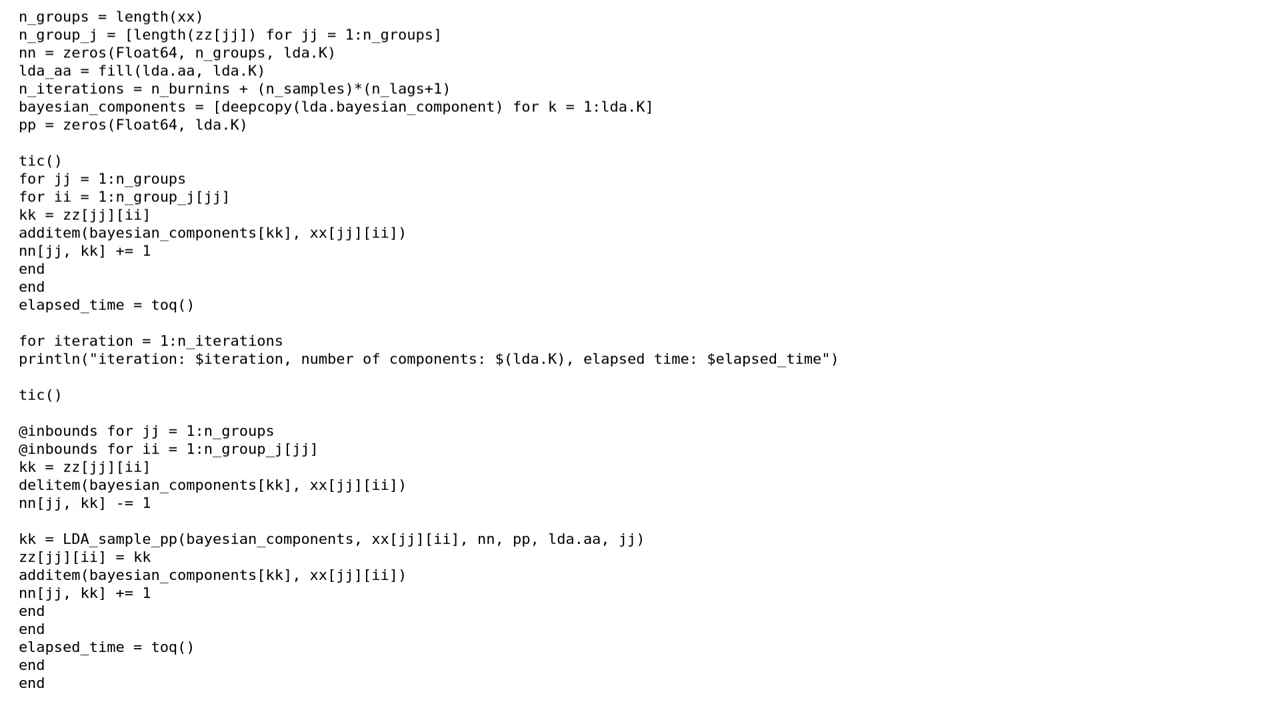 n_groups = length(xx)
n_group_j = [length(zz[jj]) for jj = 1:n_groups]
nn = zeros(Float64, n_groups, lda.K)
lda_aa = fill(lda.aa, lda.K)
n_iterations = n_burnins + (n_samples)*(n_lags+1)
bayesian_components = [deepcopy(lda.bayesian_component) for k = 1:lda.K]
pp = zeros(Float64, lda.K)

tic()
for jj = 1:n_groups
for ii = 1:n_group_j[jj]
kk = zz[jj][ii]
additem(bayesian_components[kk], xx[jj][ii])
nn[jj, kk] += 1
end
end
elapsed_time = toq()

for iteration = 1:n_iterations
println("iteration: $iteration, number of components: $(lda.K), elapsed time: $elapsed_time")

tic()

@inbounds for jj = 1:n_groups
@inbounds for ii = 1:n_group_j[jj]
kk = zz[jj][ii]
delitem(bayesian_components[kk], xx[jj][ii])
nn[jj, kk] -= 1

kk = LDA_sample_pp(bayesian_components, xx[jj][ii], nn, pp, lda.aa, jj)
zz[jj][ii] = kk
additem(bayesian_components[kk], xx[jj][ii])
nn[jj, kk] += 1
end
end
elapsed_time = toq()
end
end